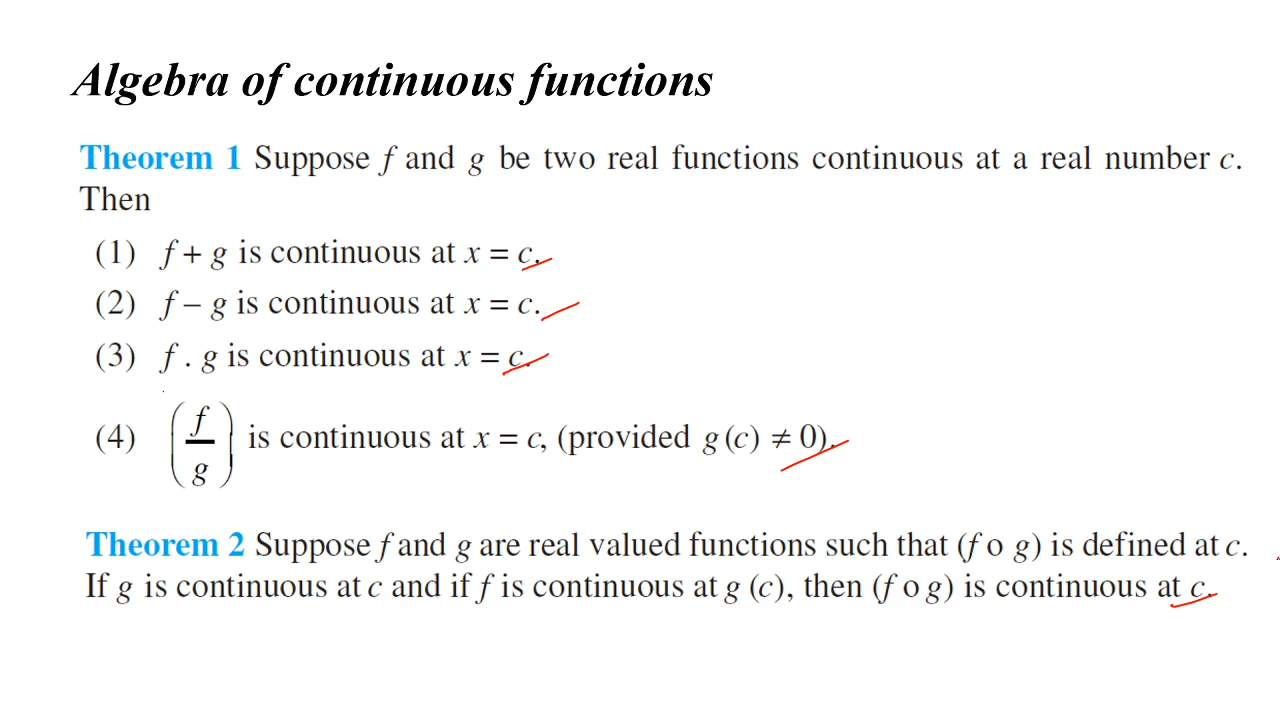 Algebra of continuous functions
Theorem 1 Suppose f and g be two real functions continuous at a real number c.
Then
(1) f + g is continuous at x = c.
(2) f – g is continuous at x = c.
(3) f . g is continuous at x = c.
(4) (f/g) is continuous at x = c, (provided g (c) ≠ 0).
Theorem 2 Suppose f and g are real valued functions such that (f o g) is defined at c.
If g is continuous at c and if f is continuous at g (c), then (f o g) is continuous at c.